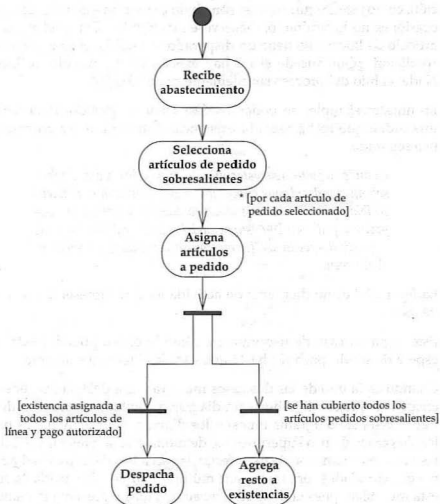 Recibe
abastecimiento
Selecciona
artículos de pedido
sobresalientes
* [por cada artículo de
pedido seleccionado]
Asigna
artículos
a pedido
[existencia asignada a
todos los artículos de
línea y pago autorizado]
[se han cubierto todos los
artículos pedidos sobresalientes]
Despacha
pedido
Agrega
resto a
existencias